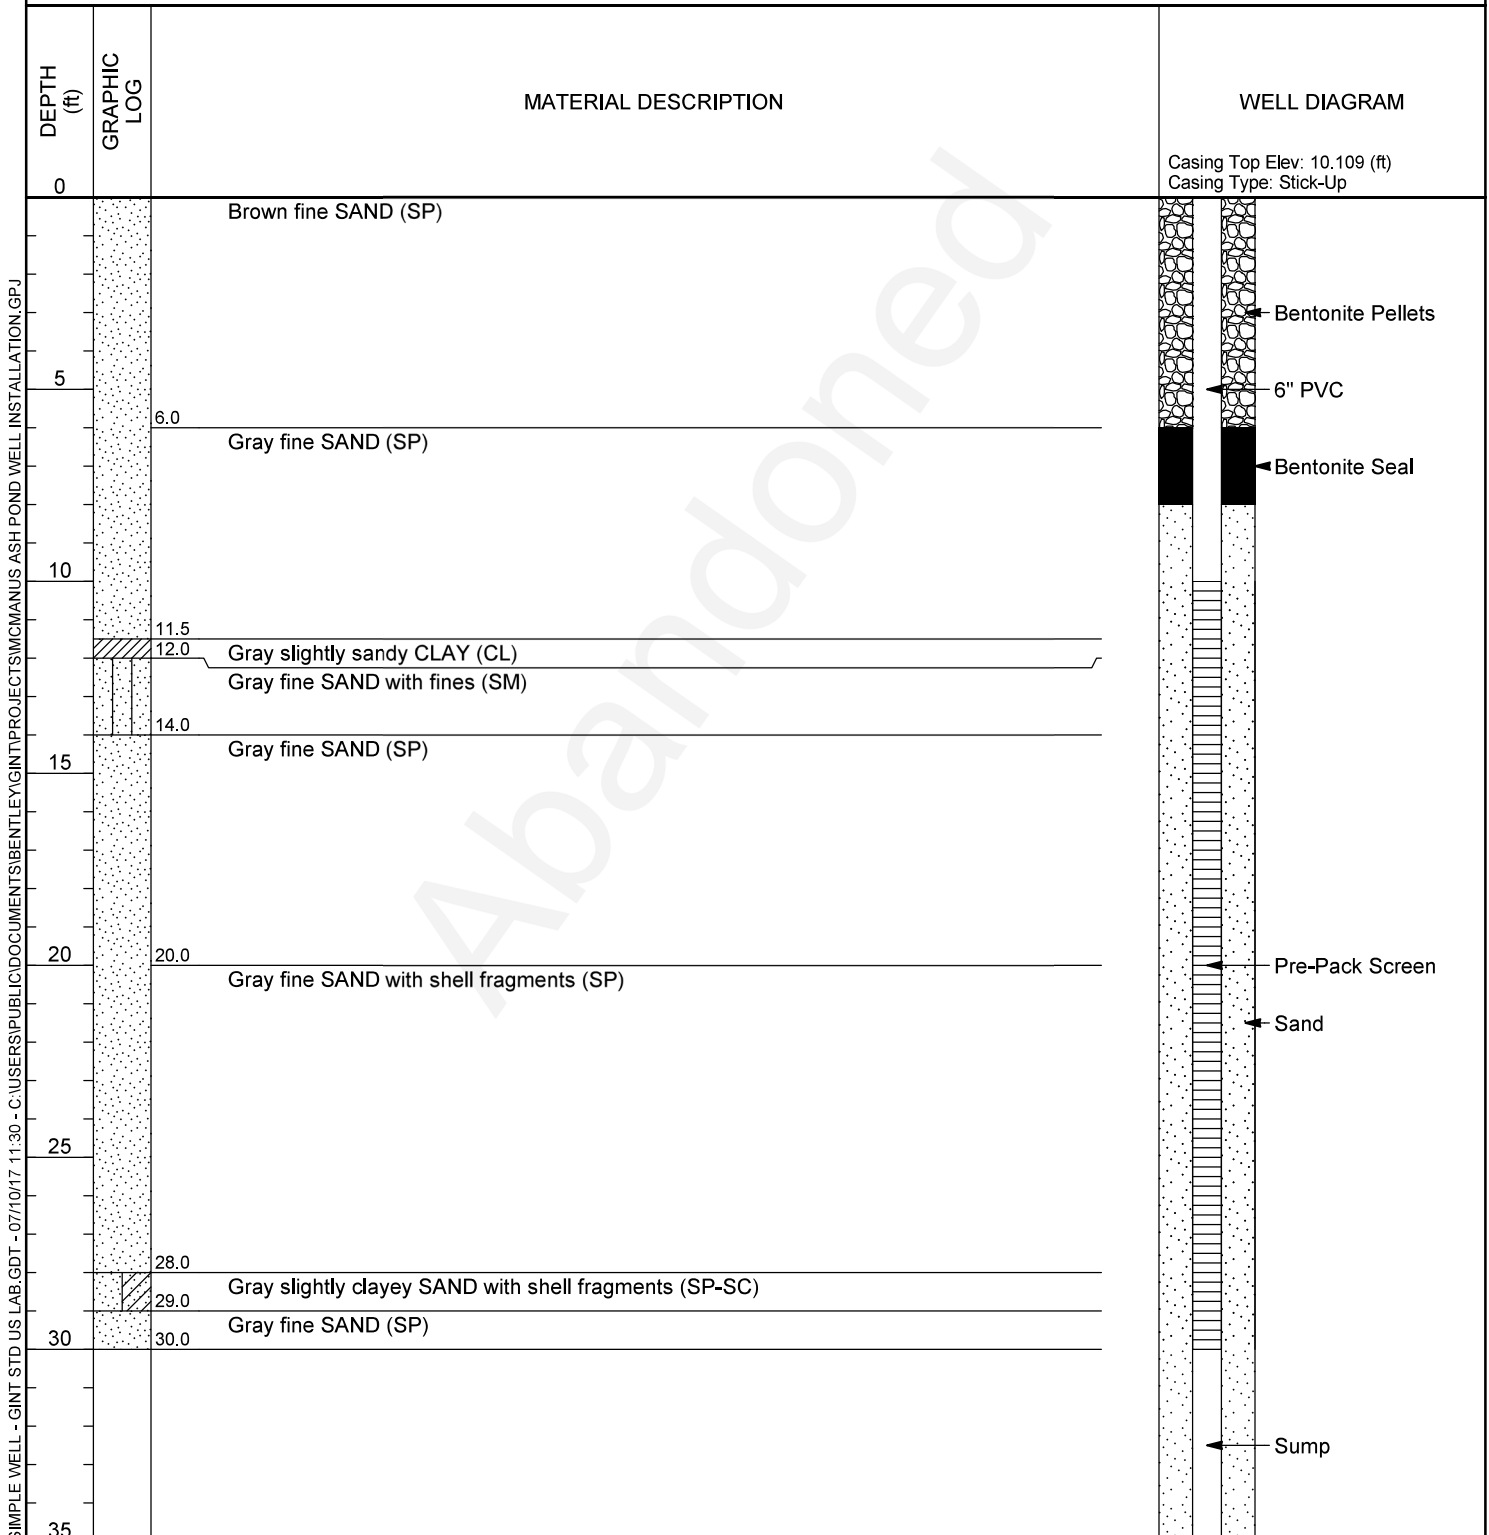 DEPTH
(ft)
GRAPHIC
LOG
MATERIAL DESCRIPTION
WELL DIAGRAM
Casing Top Elev: 10.109 (ft)
Casing Type: Stick-Up
0
Brown fine SAND (SP)
Bentonite Pellets
5
6" PVC
6.0
Gray fine SAND (SP)
Bentonite Seal
10
11.5
Gray slightly sandy CLAY (CL)
12.0
Gray fine SAND with fines (SM)
14.0
Gray fine SAND (SP)
15
20
20.0
Pre-Pack Screen
Gray fine SAND with shell fragments (SP)
Sand
25
28.0
Gray slightly clayey SAND with shell fragments (SP-SC)
29.0
Gray fine SAND (SP)
30
30.0
Sump
35
Abandoned
SIMPLE WELL - GINT STD US LAB.GDT - 07/10/17 11:30 - C:\USERS\PUBLIC\DOCUMENTS\BENTLEY\GINT\PROJECTS\MCMANUS ASH POND WELL INSTALLATION.GPJ